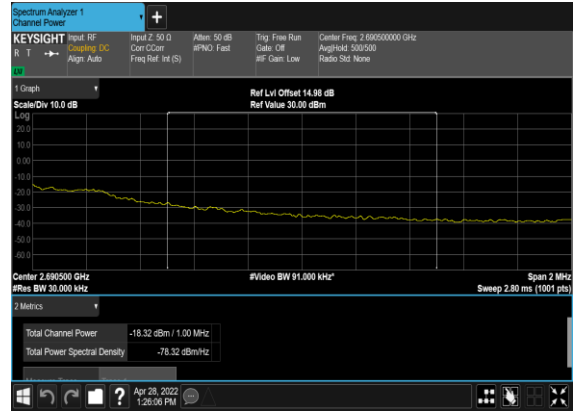 Spectrum Analyzer 1
Channel Power
KEYSIGHT
R T
Input: RF
Coupling: DC
Align: Auto
Input Z: 50 Ω
Corr CCorr
Freq Ref: Int (S)
Atten: 50 dB
#PNO: Fast
Trig: Free Run
Gate: Off
#IF Gain: Low
Center Freq: 2.690500000 GHz
Avg|Hold: 500/500
Radio Std: None
1 Graph
Scale/Div 10.0 dB
Ref Lvl Offset 14.98 dB
Ref Value 30.00 dBm
Log
20.0
10.0
0.00
-10.0
-20.0
-30.0
-40.0
-50.0
-60.0
Center 2.690500 GHz
#Res BW 30.000 kHz
#Video BW 91.000 kHz*
Span 2 MHz
Sweep 2.80 ms (1001 pts)
2 Metrics
Total Channel Power -18.32 dBm / 1.00 MHz
Total Power Spectral Density -78.32 dBm/Hz
Apr 28, 2022
1:26:06 PM